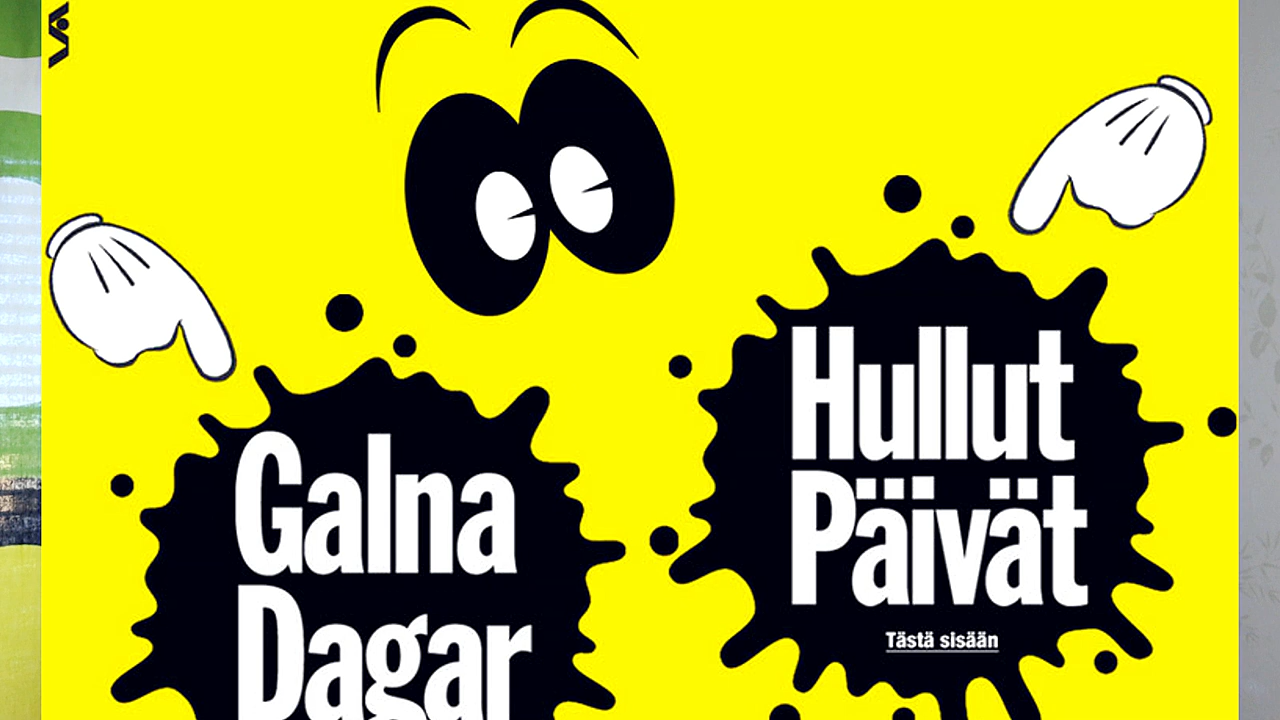 Galna
Dagar
Hullut
Päivät
Tästä sisään